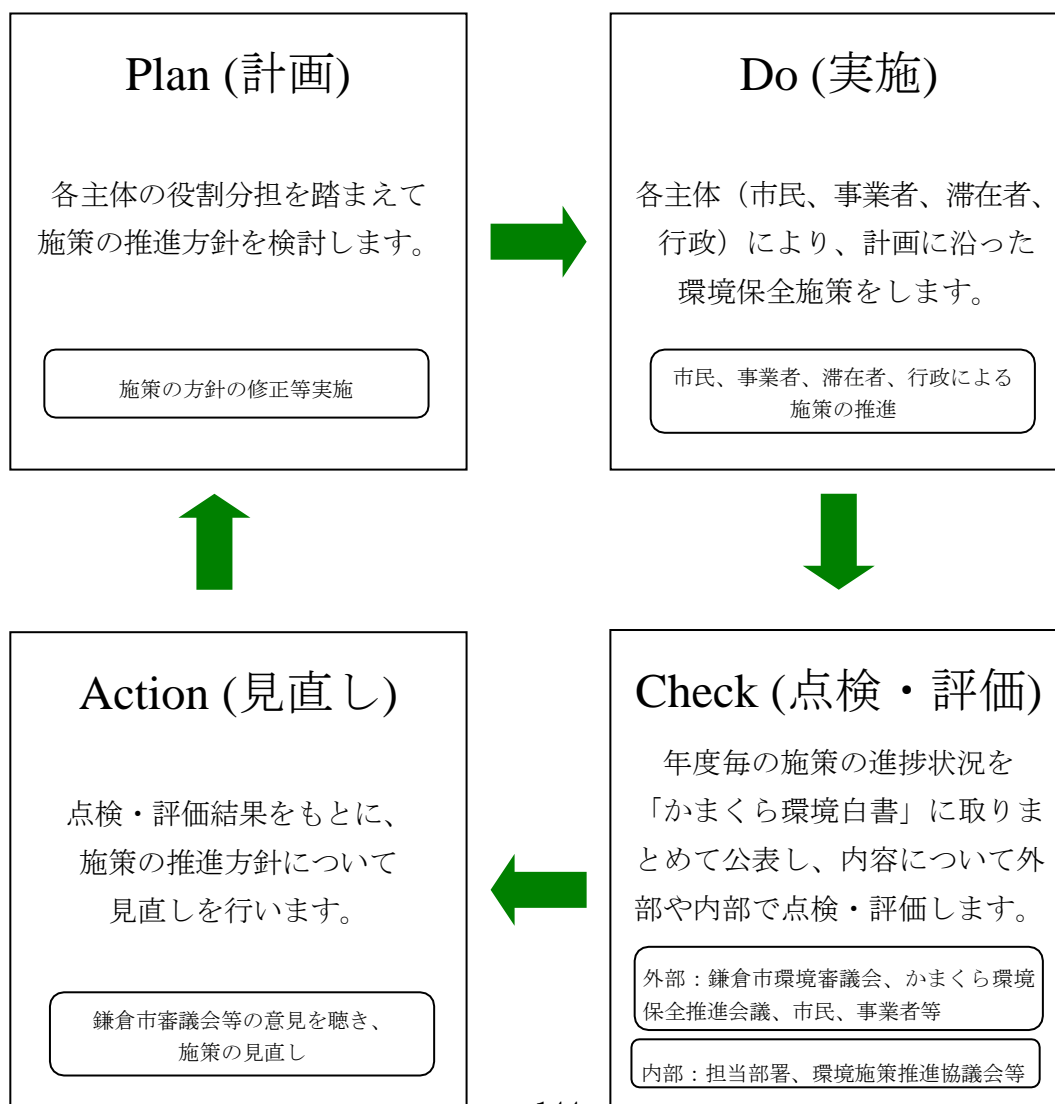 Plan (計画)
各主体の役割分担を踏まえて
施策の推進方針を検討します。
施策の方針の修正等実施
Do (実施)
各主体（市民、事業者、滞在者、
行政）により、計画に沿った
環境保全施策をします。
市民、事業者、滞在者、行政による
施策の推進
Check (点検・評価)
年度毎の施策の進捗状況を
「かまくら環境白書」に取りま
とめて公表し、内容について外
部や内部で点検・評価します。
外部：鎌倉市環境審議会、かまくら環境
保全推進会議、市民、事業者等
内部：担当部署、環境施策推進協議会等
Action (見直し)
点検・評価結果をもとに、
施策の推進方針について
見直しを行います。
鎌倉市審議会等の意見を聴き、
施策の見直し